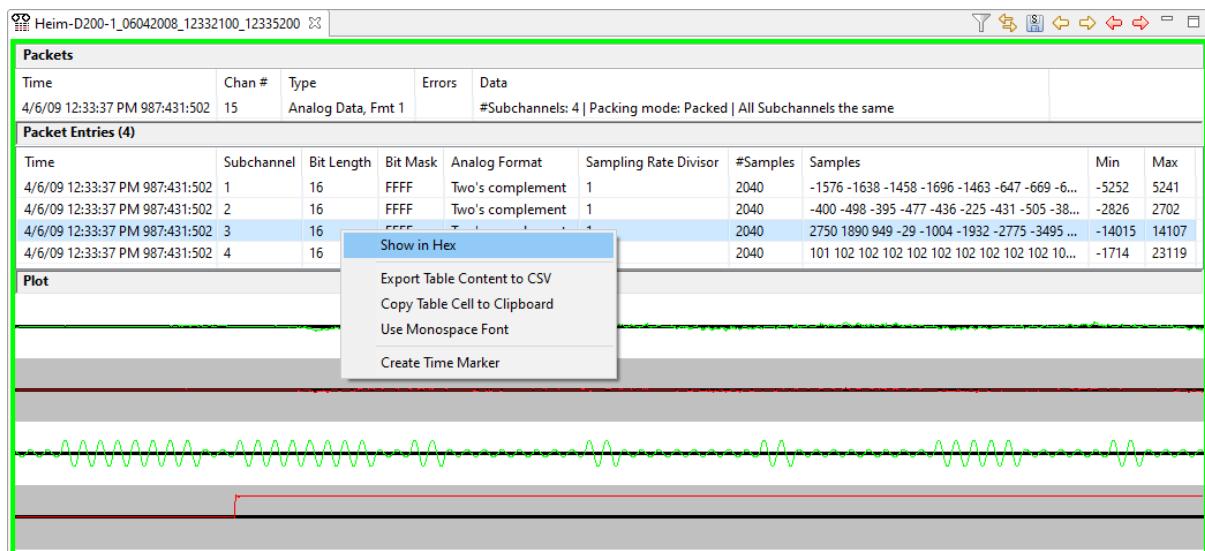 Heim-D200-1_06042008_12332100_12335200
Packets
Time Chan # Type Errors Data
4/6/09 12:33:37 PM 987:431:502 15 Analog Data, Fmt 1 #Subchannels: 4 | Packing mode: Packed | All Subchannels the same
Packet Entries (4)
Time Subchannel Bit Length Bit Mask Analog Format Sampling Rate Divisor #Samples Samples Min Max
4/6/09 12:33:37 PM 987:431:502 1 16 FFFF Two's complement 1 2040 -1576 -1638 -1458 -1696 -1463 -647 -669 -6... -5252 5241
4/6/09 12:33:37 PM 987:431:502 2 16 FFFF Two's complement 1 2040 -400 -498 -395 -477 -436 -225 -431 -505 -38... -2826 2702
4/6/09 12:33:37 PM 987:431:502 3 16 2040 2750 1890 949 -29 -1004 -1932 -2775 -3495 ... -14015 14107
4/6/09 12:33:37 PM 987:431:502 4 16 2040 101 102 102 102 102 102 102 102 102 102 10... -1714 23119
Show in Hex
Export Table Content to CSV
Copy Table Cell to Clipboard
Use Monospace Font
Create Time Marker
Plot